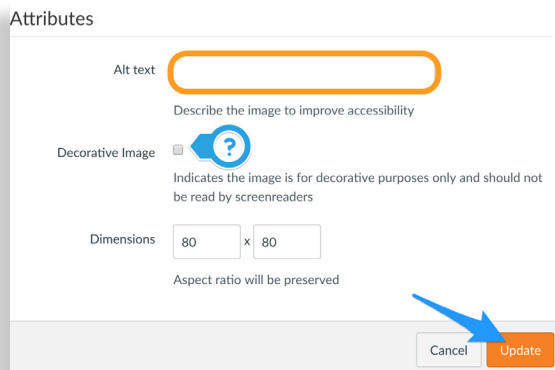 Attributes
Alt text
Describe the image to improve accessibility
Decorative Image
?
Indicates the image is for decorative purposes only and should not
be read by screenreaders
Dimensions 80 x 80
Aspect ratio will be preserved
Cancel Update